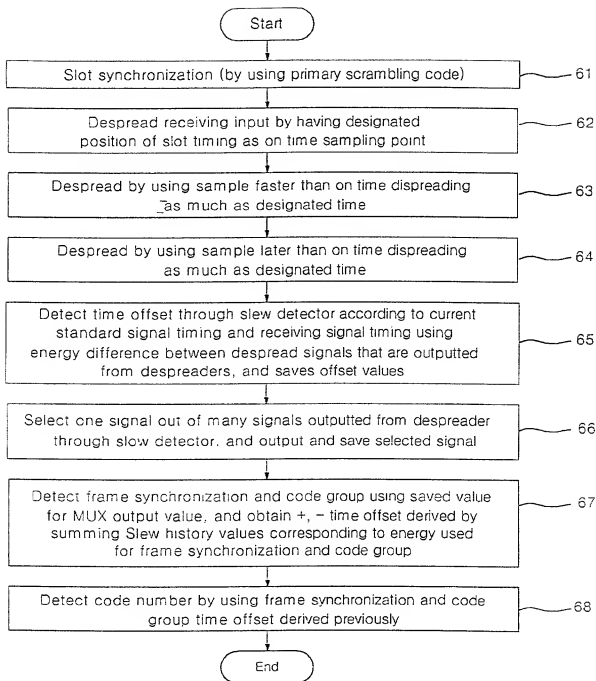 Start
Slot synchronization (by using primary scrambling code)
61
Despread receiving input by having designated
position of slot timing as on time sampling point
62
Despread by using sample faster than on time dispreading
as much as designated time
63
Despread by using sample later than on time dispreading
as much as designated time
64
Detect time offset through slew detector according to current
standard signal timing and receiving signal timing using
energy difference between despread signals that are outputted
from despreaders, and saves offset values
65
Select one signal out of many signals outputted from despreader
through slow detector, and output and save selected signal
66
Detect frame synchronization and code group using saved value
for MUX output value, and obtain +, - time offset derived by
summing Slew history values corresponding to energy used
for frame synchronization and code group
67
Detect code number by using frame synchronization and code
group time offset derived previously
68
End